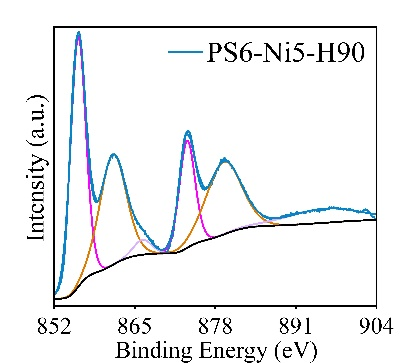 PS6-Ni5-H90
Intensity (a.u.)
852 865 878 891 904
Binding Energy (eV)